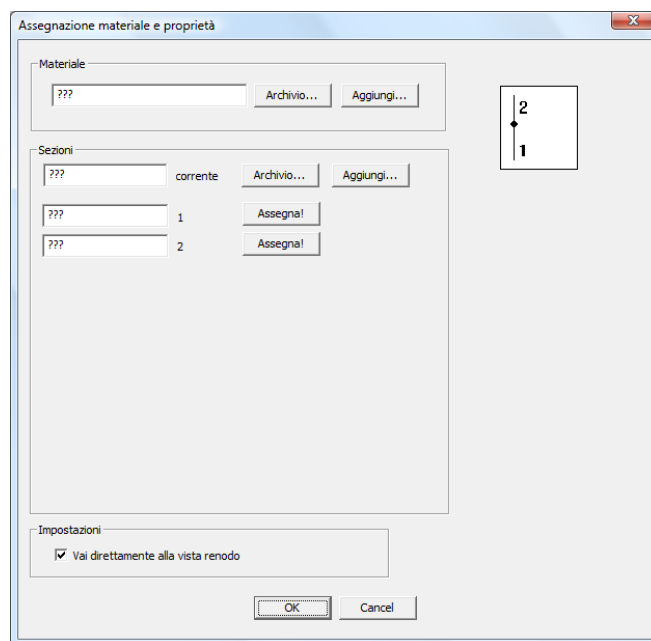 Assegnazione materiale e proprietà
Materiale
??? Archivio... Aggiungi...
2
1
Sezioni
??? corrente Archivio... Aggiungi...
??? 1 Assegna!
??? 2 Assegna!
Impostazioni
Vai direttamente alla vista renodo
OK Cancel